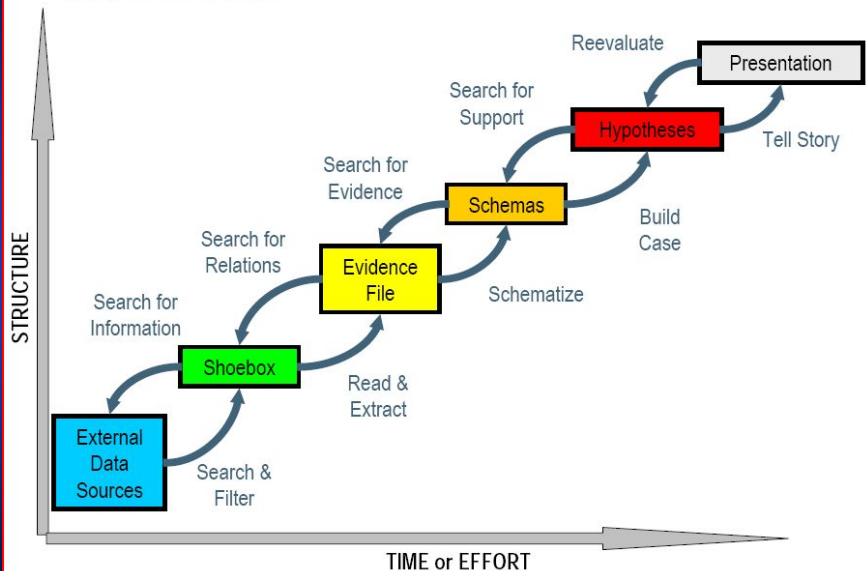 Reevaluate
Presentation
Search for
Support
Hypotheses
Tell Story
Search for
Evidence
Schemas
Build
Case
Search for
Relations
Evidence
File
Schematize
STRUCTURE
Search for
Information
Shoebox
Read &
Extract
External
Data
Sources
Search &
Filter
TIME or EFFORT